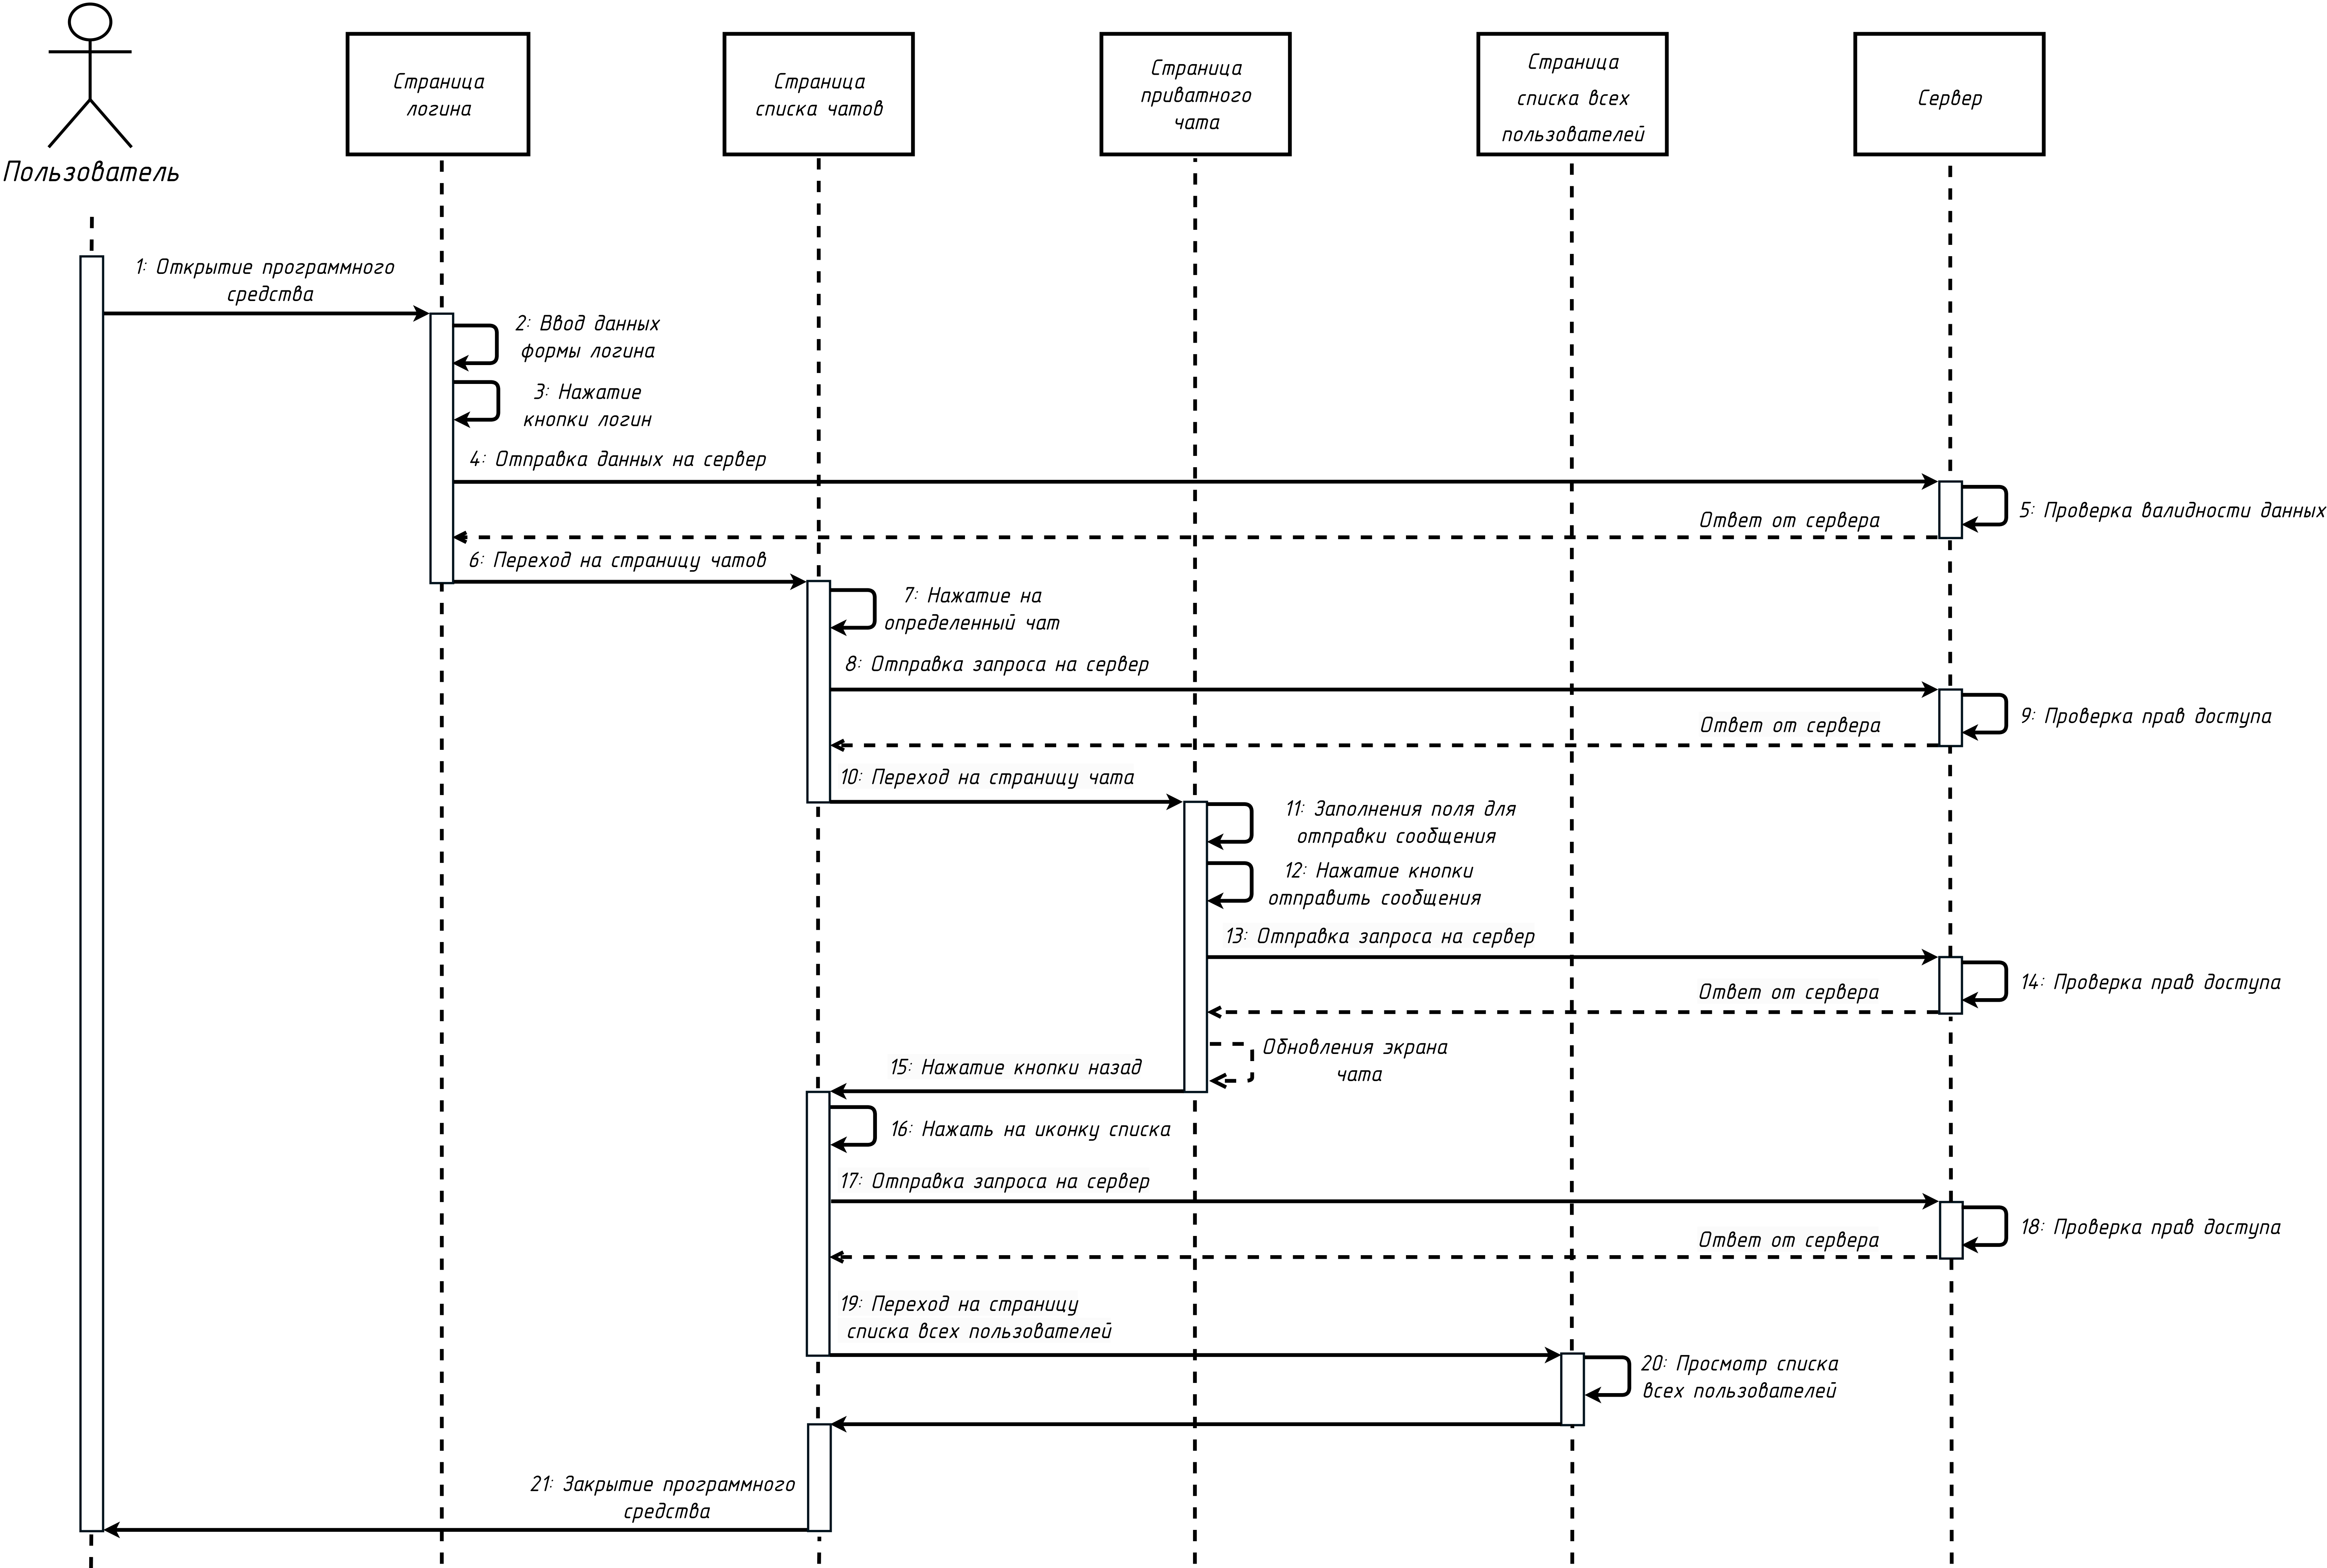 Пользователь
Страница
логина
Страница
списка чатов
Страница
приватного
чата
Страница
списка всех
пользователей
Сервер
1: Открытие программного
средства
2: Ввод данных
формы логина
3: Нажатие
кнопки логин
4: Отправка данных на сервер
5: Проверка валидности данных
Ответ от сервера
6: Переход на страницу чатов
7: Нажатие на
определенный чат
8: Отправка запроса на сервер
9: Проверка прав доступа
Ответ от сервера
10: Переход на страницу чата
11: Заполнения поля для
отправки сообщения
12: Нажатие кнопки
отправить сообщения
13: Отправка запроса на сервер
14: Проверка прав доступа
Ответ от сервера
Обновления экрана
чата
15: Нажатие кнопки назад
16: Нажать на иконку списка
17: Отправка запроса на сервер
18: Проверка прав доступа
Ответ от сервера
19: Переход на страницу
списка всех пользователей
20: Просмотр списка
всех пользователей
21: Закрытие программного
средства